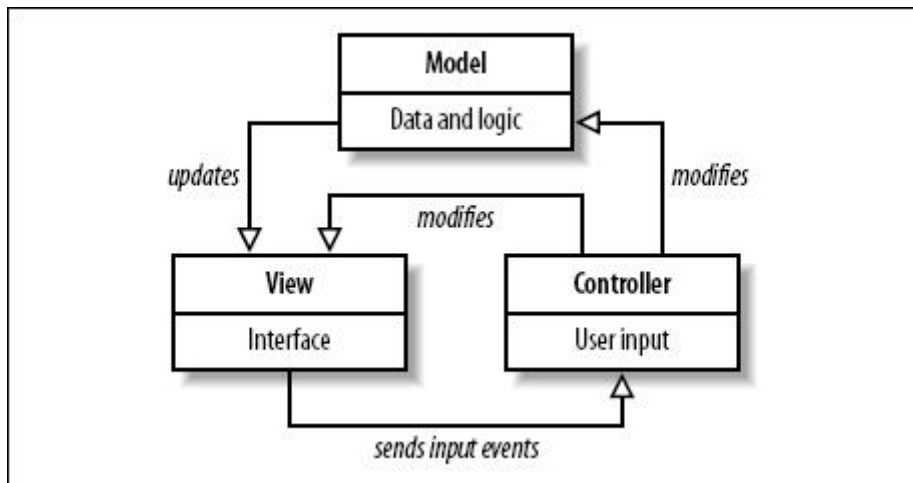 Model
Data and logic
updates
modifies
modifies
View
Interface
Controller
User input
sends input events